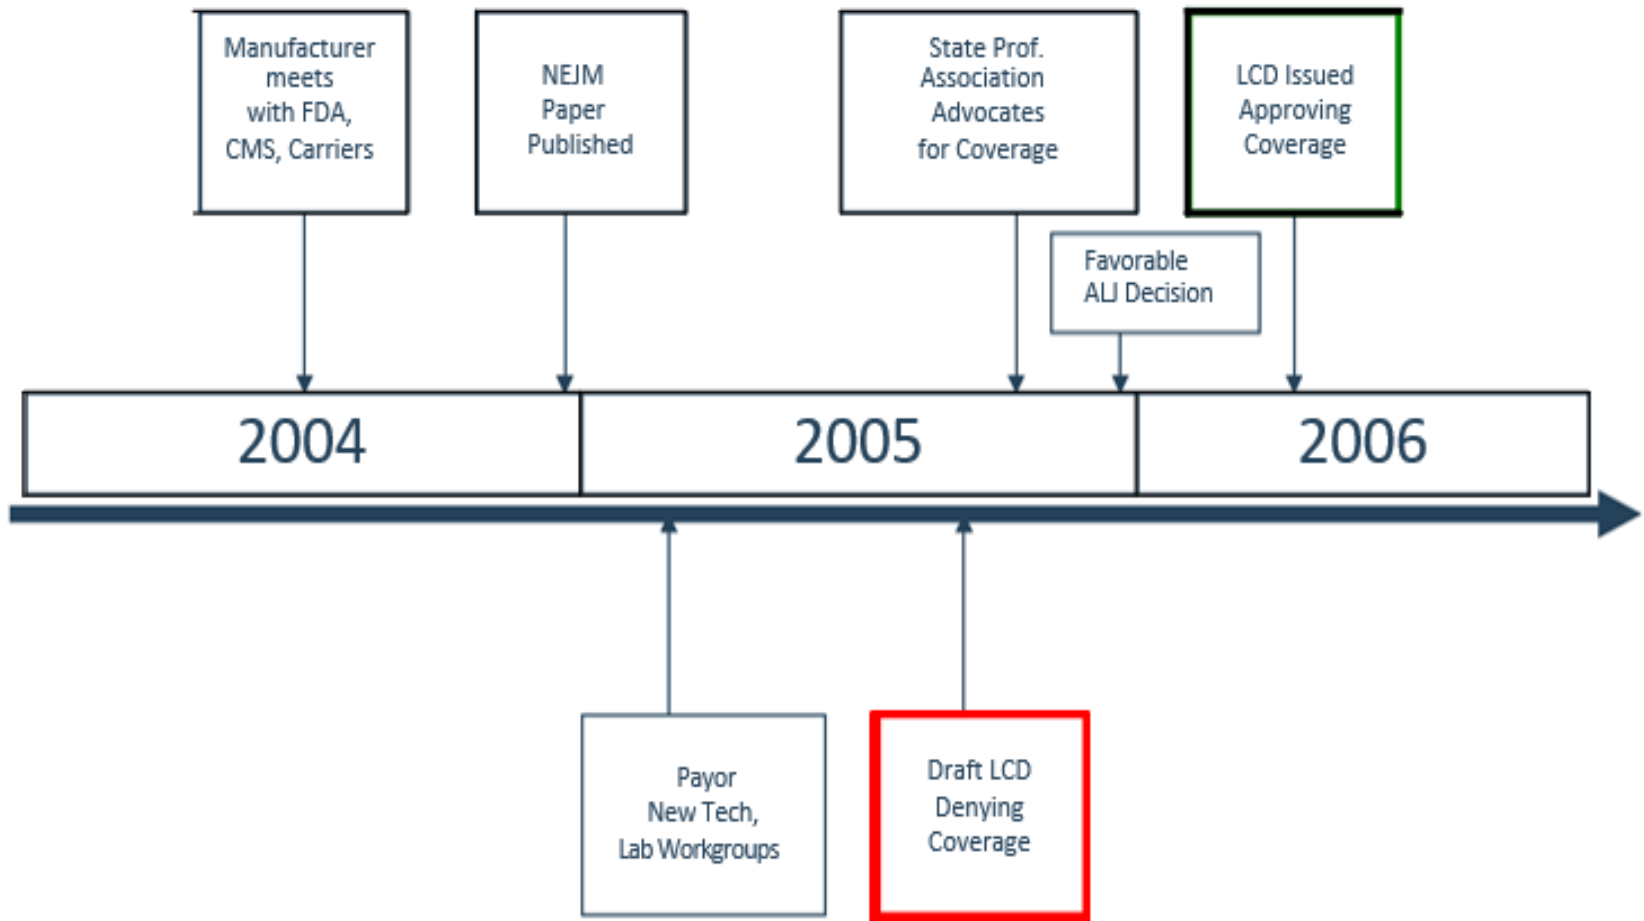 Manufacturer
meets
with FDA,
CMS, Carriers
NEJM
Paper
Published
State Prof.
Association
Advocates
for Coverage
LCD Issued
Approving
Coverage
Favorable
ALJ Decision
2004
2005
2006
Payor
New Tech,
Lab Workgroups
Draft LCD
Denying
Coverage